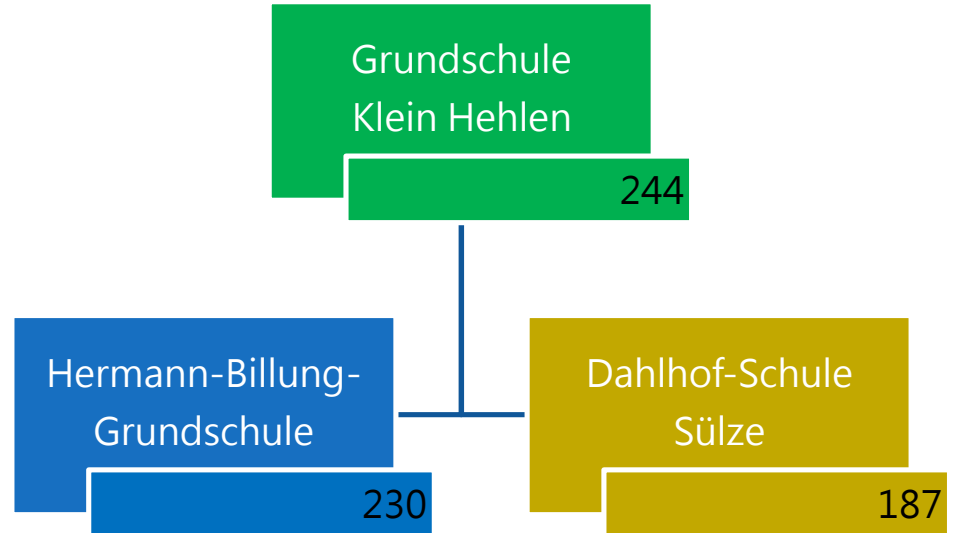 Grundschule
Klein Hehlen
244
Hermann-Billung-
Grundschule
230
Dahlhof-Schule
Sülze
187